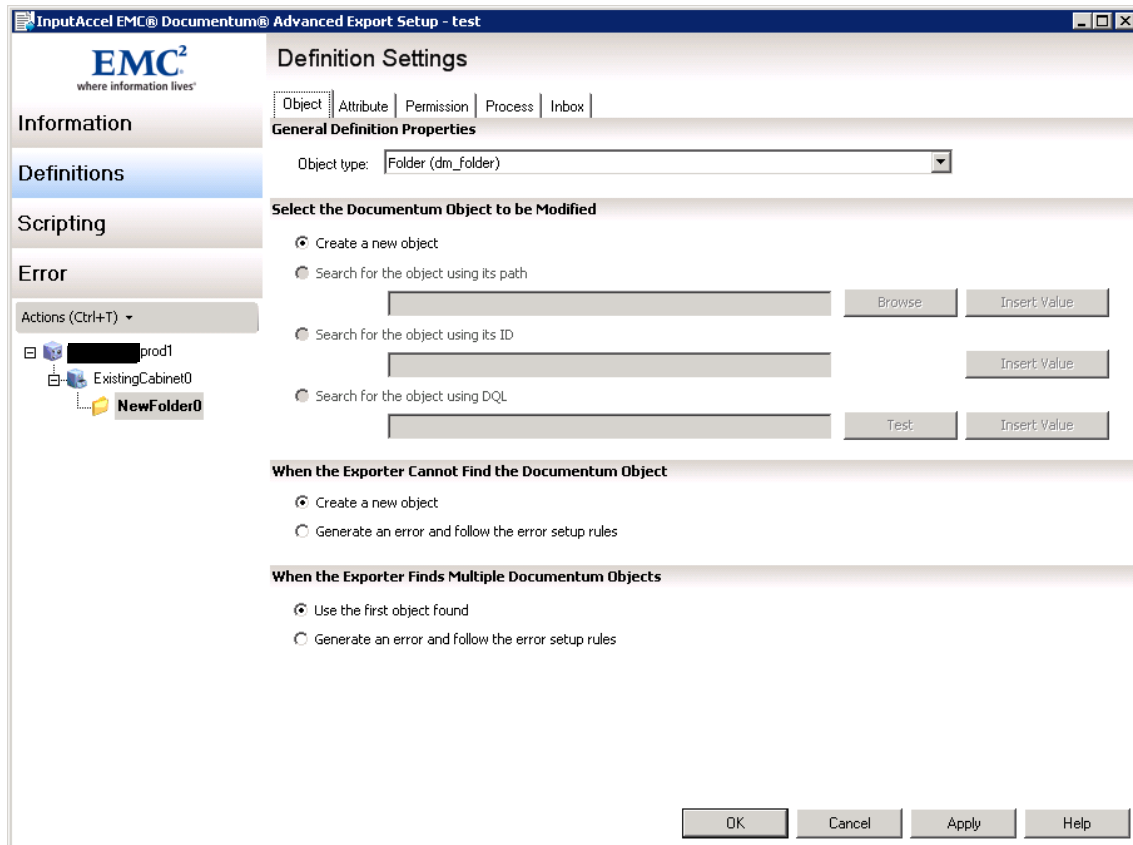 InputAccel EMC® Documentum® Advanced Export Setup - test
EMC²
where information lives®
Information
Definitions
Scripting
Error
Actions (Ctrl+T)
prod1
ExistingCabinet0
NewFolder0
Definition Settings
Object Attribute Permission Process Inbox
General Definition Properties
Object type: Folder (dm_folder)
Select the Documentum Object to be Modified
Create a new object
Search for the object using its path
Browse Insert Value
Search for the object using its ID
Insert Value
Search for the object using DQL
Test Insert Value
When the Exporter Cannot Find the Documentum Object
Create a new object
Generate an error and follow the error setup rules
When the Exporter Finds Multiple Documentum Objects
Use the first object found
Generate an error and follow the error setup rules
OK Cancel Apply Help